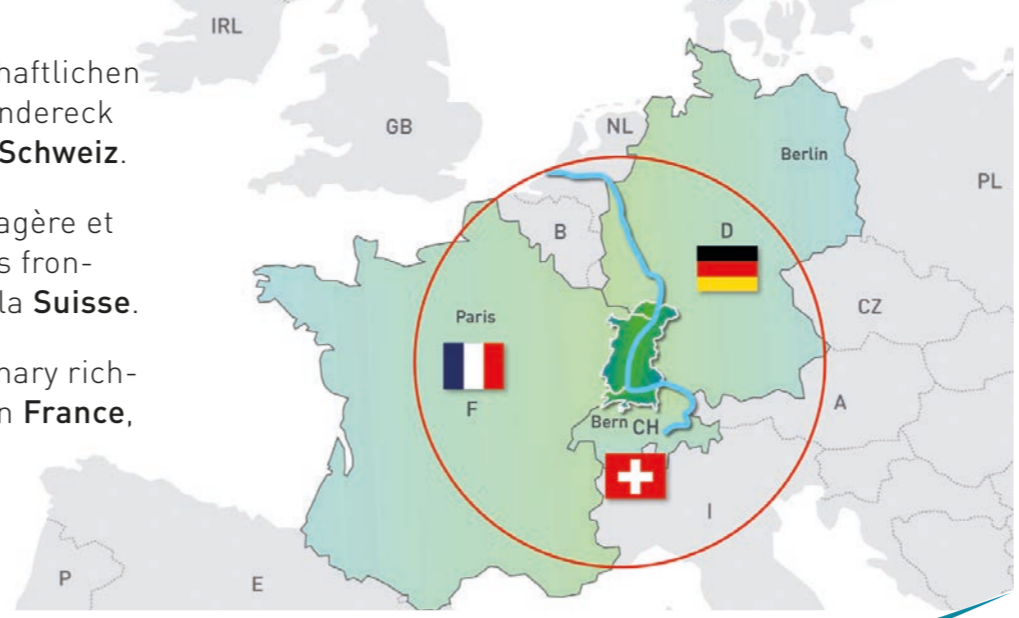 haftlichen
ndereck
Schweiz.
agère et
s fron-
la Suisse.
nary rich-
n France,
IRL
GB
NL
Berlin
PL
B
D
CZ
Paris
F
A
Bern CH
I
P
E